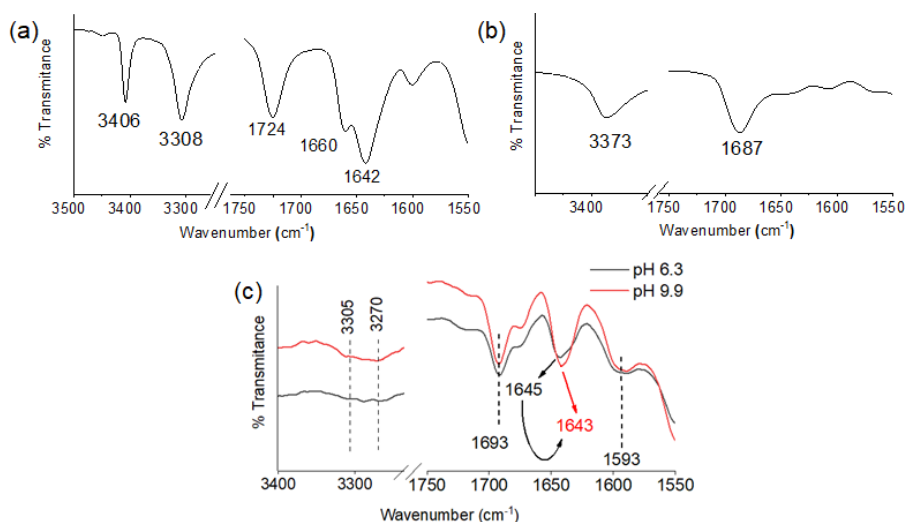 (a)
% Transmitance
3406
3308
1724
1660
1642
3500 3400 3300 1750 1700 1650 1600 1550
Wavenumber (cm-1)
(b)
% Transmitance
3373
1687
3400 1750 1700 1650 1600 1550
Wavenumber (cm-1)
(c)
pH 6.3
pH 9.9
% Transmitance
3305
3270
1645
1643
1693
1593
3400 3300 1750 1700 1650 1600 1550
Wavenumber (cm-1)